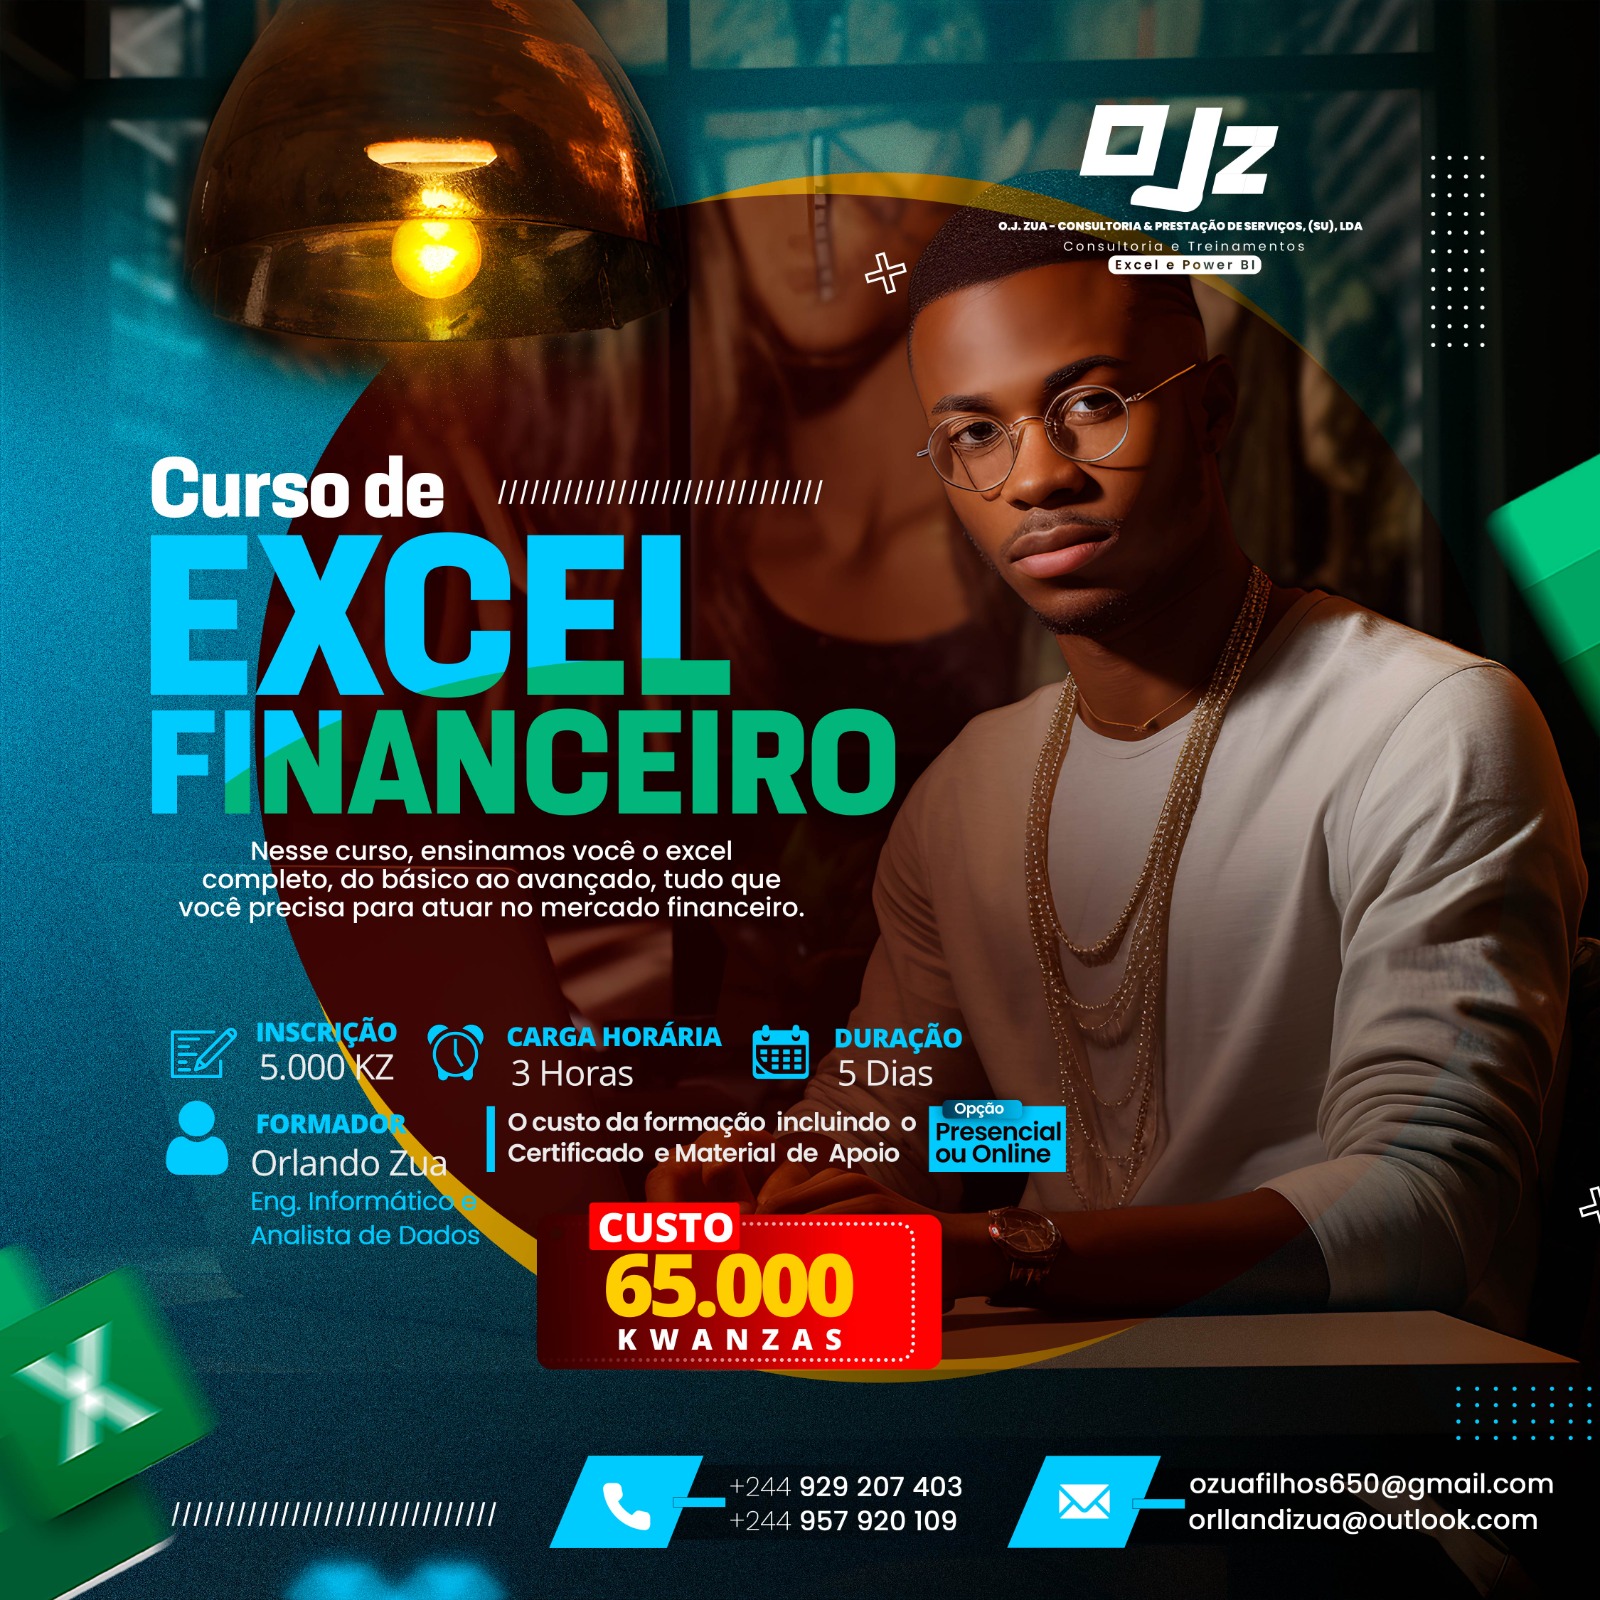 OJZ
O.J. ZUA - CONSULTORIA & PRESTAÇÃO DE SERVIÇOS, (SU), LDA
Consultoria e Treinamentos
Excel e Power BI
Curso de
EXCEL
FINANCEIRO
Nesse curso, ensinamos você o excel
completo, do básico ao avançado, tudo que
você precisa para atuar no mercado financeiro.
INSCRIÇÃO
5.000 KZ
CARGA HORÁRIA
3 Horas
DURAÇÃO
5 Dias
FORMADOR
Orlando Zua
Eng. Informático e
Analista de Dados
O custo da formação incluindo o
Certificado e Material de Apoio
Opção
Presencial
ou Online
CUSTO
65.000
KWANZAS
X
+244 929 207 403
+244 957 920 109
ozuafilhos650@gmail.com
orllandizua@outlook.com